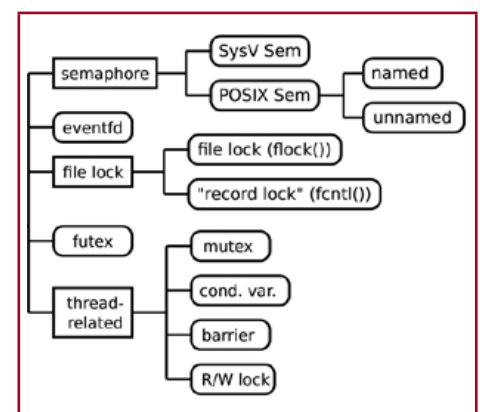 SysV Sem
semaphore
named
POSIX Sem
unnamed
eventfd
file lock (flock())
file lock
"record lock" (fcntl())
futex
mutex
cond. var.
thread-
related
barrier
R/W lock